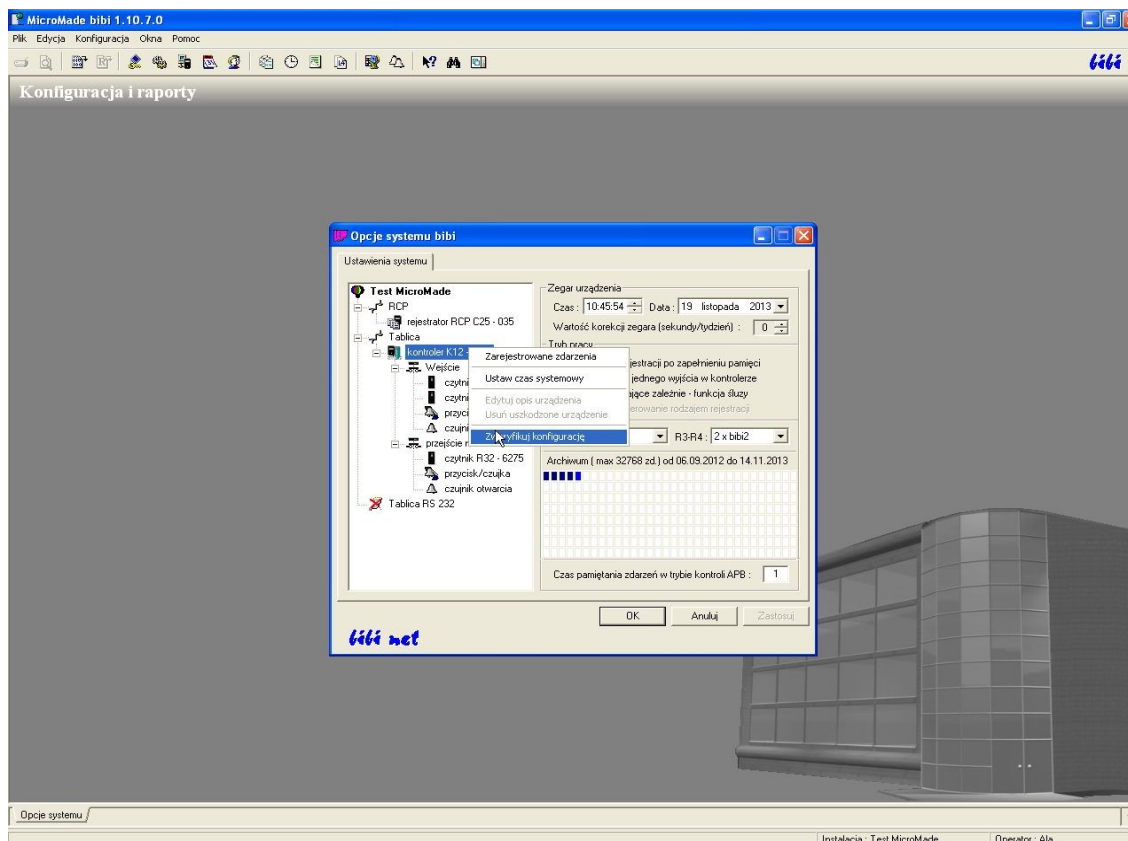 MicroMade bibi 1.10.7.0
Plik Edycja Konfiguracja Okna Pomoc
bibi
Konfiguracja i raporty
Opcje systemu bibi
Ustawienia systemu
Test MicroMade
RCP
rejestrator RCP C25 - 035
Tablica
kontroler K12 -
Wejście
czytni
czytni
przyci
czujni
przejście r
czytnik R32 - 6275
przycisk/czujka
czujnik otwarcia
Tablica RS 232
Zarejestrowane zdarzenia
Ustaw czas systemowy
Edytuj opis urządzenia
Usuń uszkodzone urządzenie
Zweryfikuj konfigurację
Zegar urządzenia
Czas : 10:45:54 Data : 19 listopada 2013
Wartość korekcji zegara (sekundy/tydzień) : 0
Tryb pracy
jestracji po zapełnieniu pamięci
jednego wyjścia w kontrolerze
jące zależnie - funkcja śluzy
erowanie rodzajem rejestracji
R3-R4 : 2 x bibi2
Archiwum ( max 32768 zd.) od 06.09.2012 do 14.11.2013
Czas pamiętania zdarzeń w trybie kontroli APB : 1
OK Anuluj Zastosuj
bibi net
Opcje systemu
Instalacja : Test MicroMade Operator : Ala